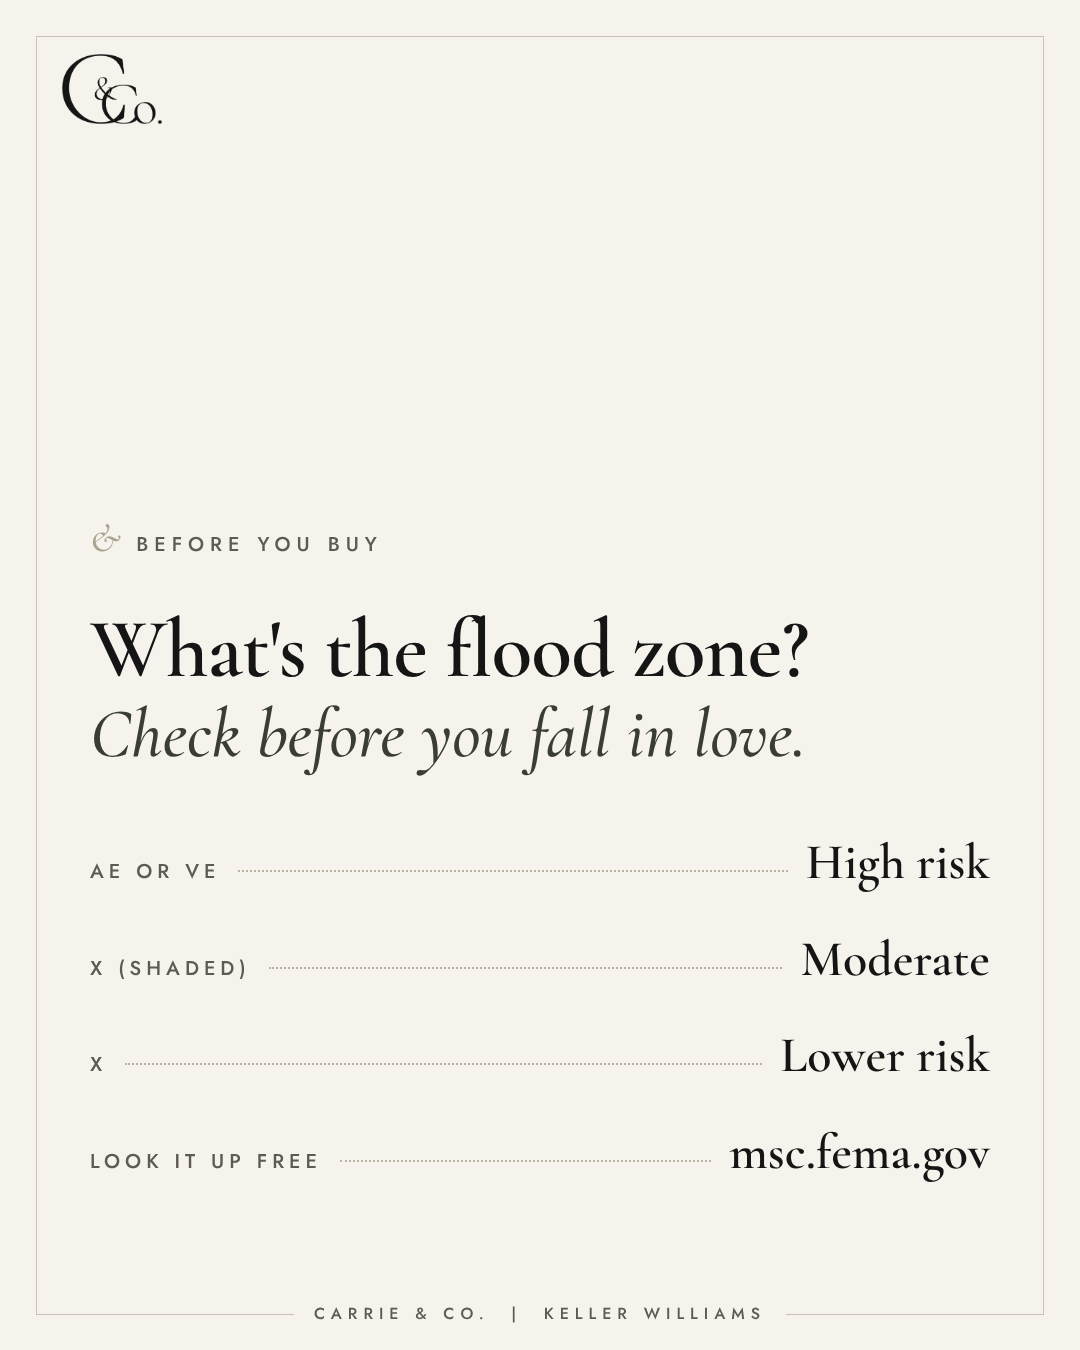 C&Co.
& BEFORE YOU BUY
What's the flood zone?
Check before you fall in love.
AE OR VE High risk
X (SHADED) Moderate
X Lower risk
LOOK IT UP FREE msc.fema.gov
CARRIE & CO. | KELLER WILLIAMS